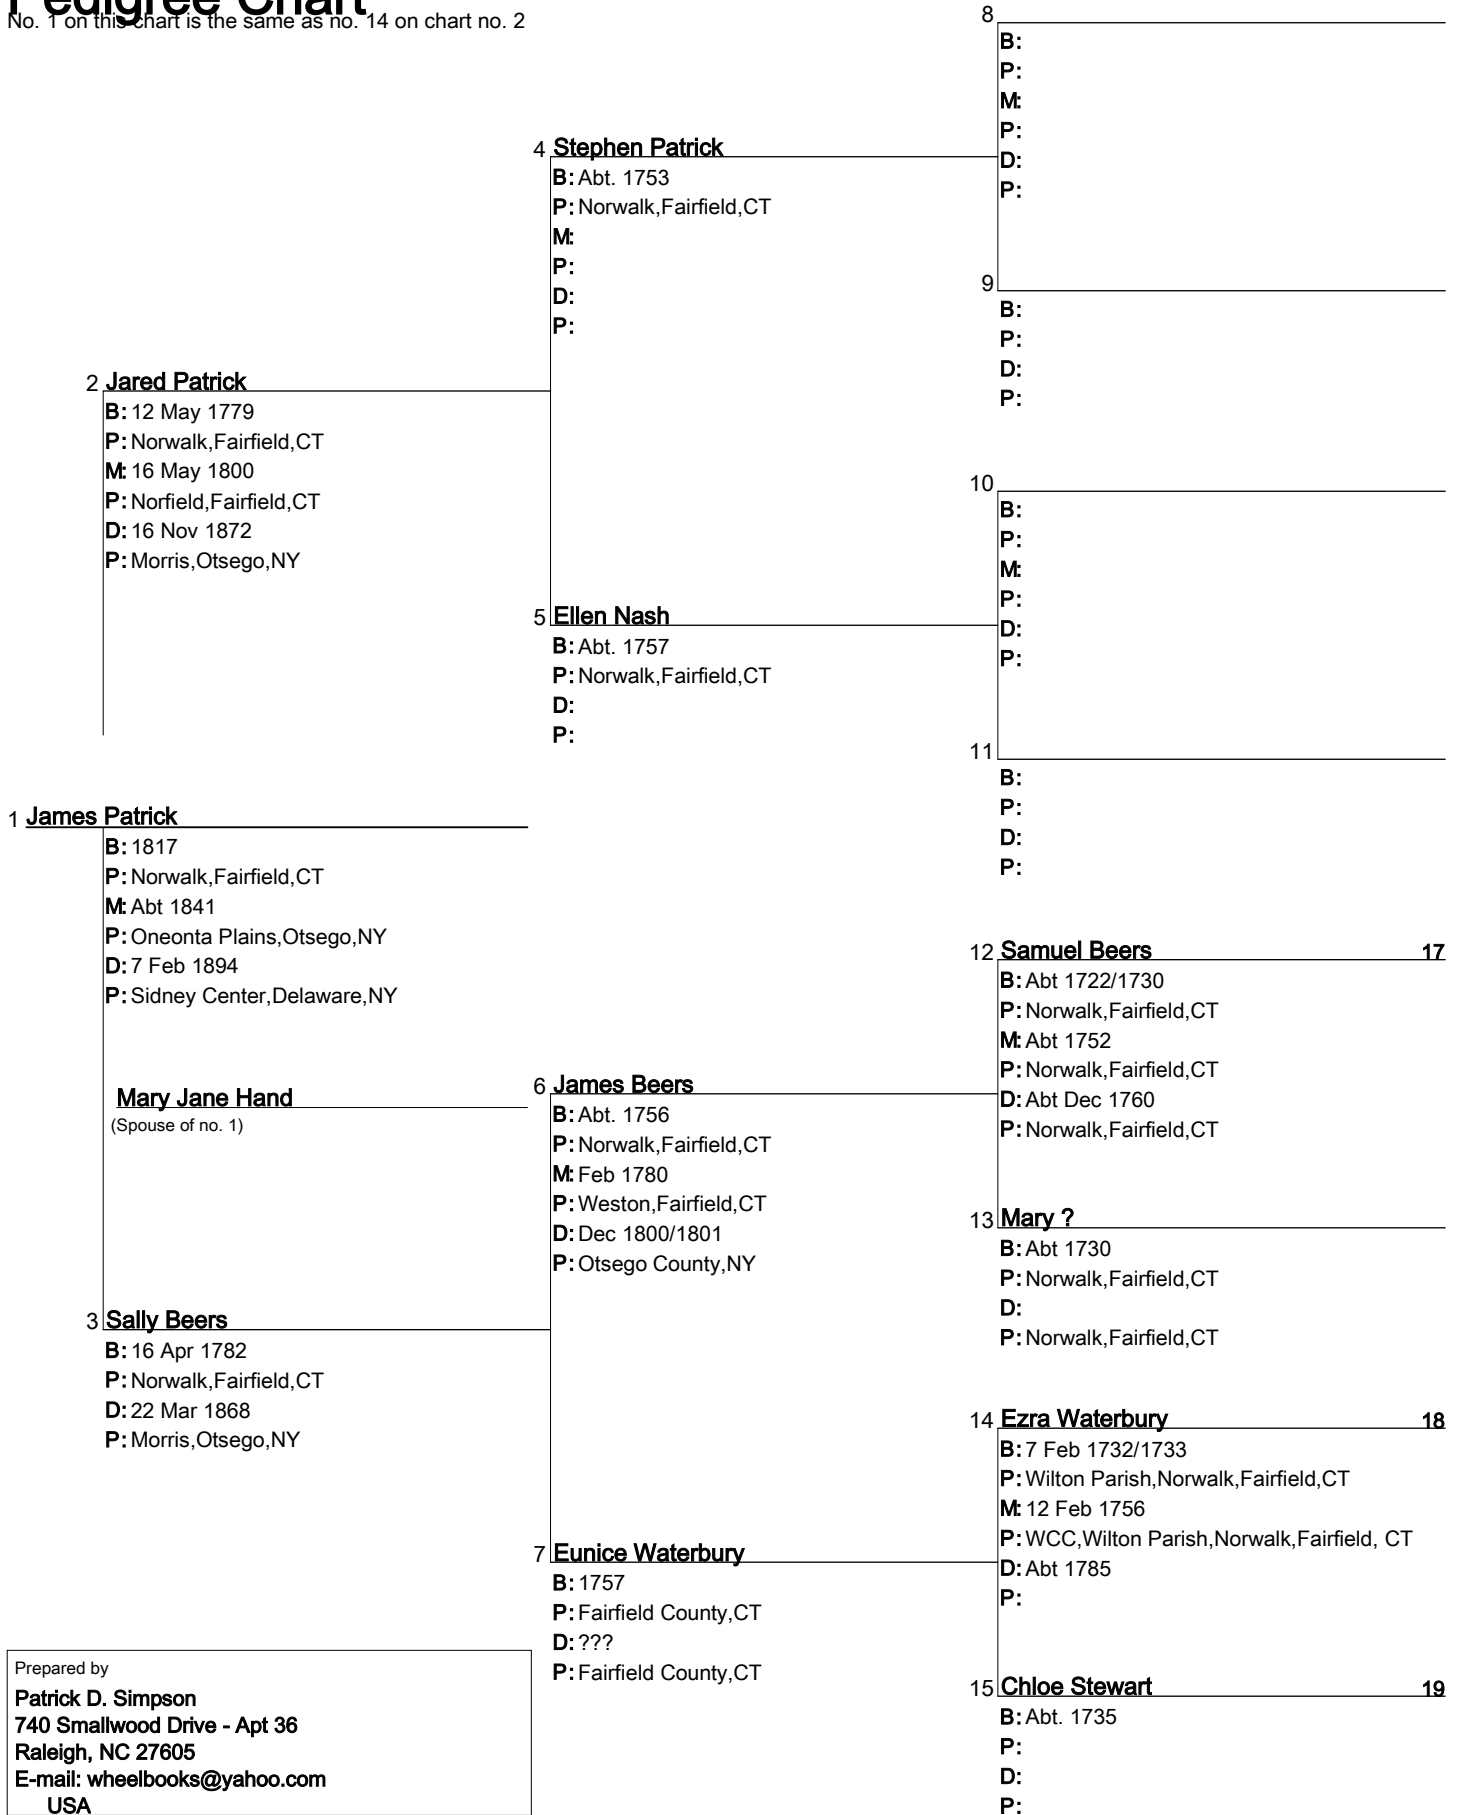 Pedigree Chart
No. 1 on this chart is the same as no. 14 on chart no. 2
8
B:
P:
M:
P:
D:
P:
4 Stephen Patrick
B: Abt. 1753
P: Norwalk,Fairfield,CT
M:
P:
D:
P:
9
B:
P:
D:
P:
2 Jared Patrick
B: 12 May 1779
P: Norwalk,Fairfield,CT
M: 16 May 1800
P: Norfield,Fairfield,CT
D: 16 Nov 1872
P: Morris,Otsego,NY
10
B:
P:
M:
P:
D:
P:
5 Ellen Nash
B: Abt. 1757
P: Norwalk,Fairfield,CT
D:
P:
11
B:
P:
D:
P:
1 James Patrick
B: 1817
P: Norwalk,Fairfield,CT
M: Abt 1841
P: Oneonta Plains,Otsego,NY
D: 7 Feb 1894
P: Sidney Center,Delaware,NY
Mary Jane Hand
(Spouse of no. 1)
12 Samuel Beers 17
B: Abt 1722/1730
P: Norwalk,Fairfield,CT
M: Abt 1752
P: Norwalk,Fairfield,CT
D: Abt Dec 1760
P: Norwalk,Fairfield,CT
6 James Beers
B: Abt. 1756
P: Norwalk,Fairfield,CT
M: Feb 1780
P: Weston,Fairfield,CT
D: Dec 1800/1801
P: Otsego County,NY
13 Mary ?
B: Abt 1730
P: Norwalk,Fairfield,CT
D:
P: Norwalk,Fairfield,CT
3 Sally Beers
B: 16 Apr 1782
P: Norwalk,Fairfield,CT
D: 22 Mar 1868
P: Morris,Otsego,NY
14 Ezra Waterbury 18
B: 7 Feb 1732/1733
P: Wilton Parish,Norwalk,Fairfield,CT
M: 12 Feb 1756
P: WCC,Wilton Parish,Norwalk,Fairfield, CT
D: Abt 1785
P:
7 Eunice Waterbury
B: 1757
P: Fairfield County,CT
D: ???
P: Fairfield County,CT
15 Chloe Stewart 19
B: Abt. 1735
P:
D:
P:
Prepared by
Patrick D. Simpson
740 Smallwood Drive - Apt 36
Raleigh, NC 27605
E-mail: wheelbooks@yahoo.com
USA